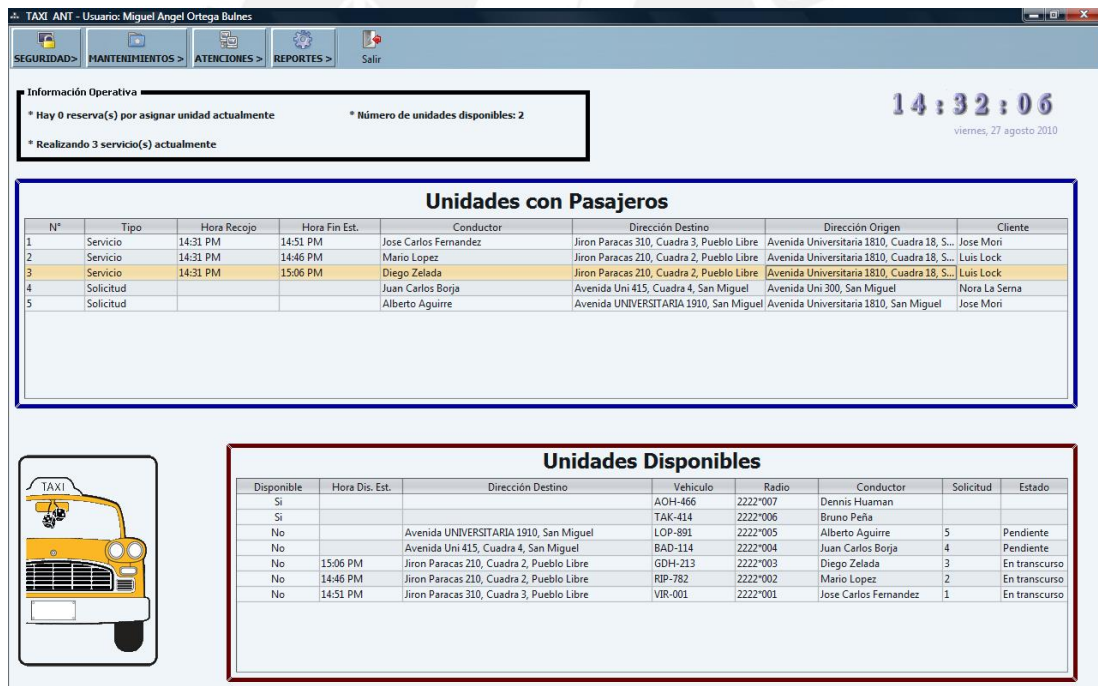 TAXI ANT - Usuario: Miguel Angel Ortega Bulnes
SEGURIDAD> MANTENIMIENTOS > ATENCIONES > REPORTES > Salir
Información Operativa
* Hay 0 reserva(s) por asignar unidad actualmente * Número de unidades disponibles: 2
* Realizando 3 servicio(s) actualmente
14:32:06
viernes, 27 agosto 2010
Unidades con Pasajeros
N° Tipo Hora Recojo Hora Fin Est. Conductor Dirección Destino Dirección Origen Cliente
1 Servicio 14:31 PM 14:51 PM Jose Carlos Fernandez Jiron Paracas 310, Cuadra 3, Pueblo Libre Avenida Universitaria 1810, Cuadra 18, S... Jose Mori
2 Servicio 14:31 PM 14:46 PM Mario Lopez Jiron Paracas 210, Cuadra 2, Pueblo Libre Avenida Universitaria 1810, Cuadra 18, S... Luis Lock
3 Servicio 14:31 PM 15:06 PM Diego Zelada Jiron Paracas 210, Cuadra 2, Pueblo Libre Avenida Universitaria 1810, Cuadra 18, S... Luis Lock
4 Solicitud Juan Carlos Borja Avenida Uni 415, Cuadra 4, San Miguel Avenida Uni 300, San Miguel Nora La Serna
5 Solicitud Alberto Aguirre Avenida UNIVERSITARIA 1910, San Miguel Avenida Universitaria 1810, San Miguel Jose Mori
Unidades Disponibles
TAXI
Disponible Hora Dis. Est. Dirección Destino Vehiculo Radio Conductor Solicitud Estado
Si AOH-466 2222*007 Dennis Huaman
Si TAK-414 2222*006 Bruno Peña
No Avenida UNIVERSITARIA 1910, San Miguel LOP-891 2222*005 Alberto Aguirre 5 Pendiente
No Avenida Uni 415, Cuadra 4, San Miguel BAD-114 2222*004 Juan Carlos Borja 4 Pendiente
No 15:06 PM Jiron Paracas 210, Cuadra 2, Pueblo Libre GDH-213 2222*003 Diego Zelada 3 En transcurso
No 14:46 PM Jiron Paracas 210, Cuadra 2, Pueblo Libre RIP-782 2222*002 Mario Lopez 2 En transcurso
No 14:51 PM Jiron Paracas 310, Cuadra 3, Pueblo Libre VIR-001 2222*001 Jose Carlos Fernandez 1 En transcurso